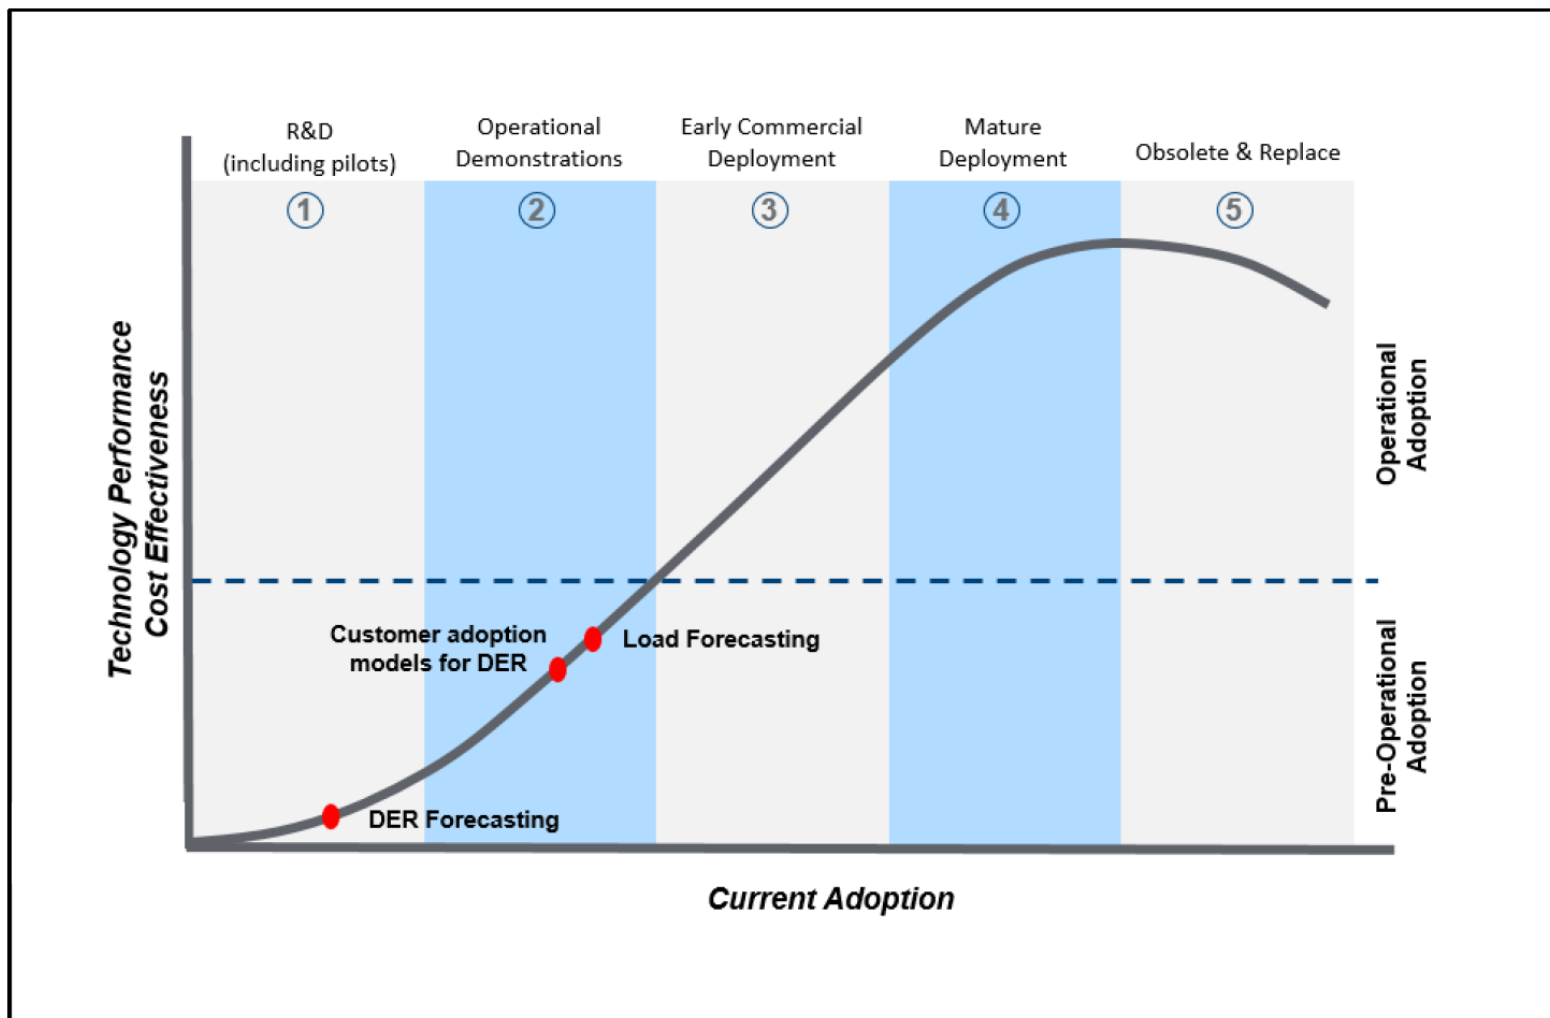 R&D
(including pilots)
Operational
Demonstrations
Early Commercial
Deployment
Mature
Deployment
Obsolete & Replace
1
2
3
4
5
Technology Performance
Cost Effectiveness
Operational
Adoption
Pre-Operational
Adoption
Customer adoption
models for DER
Load Forecasting
DER Forecasting
Current Adoption